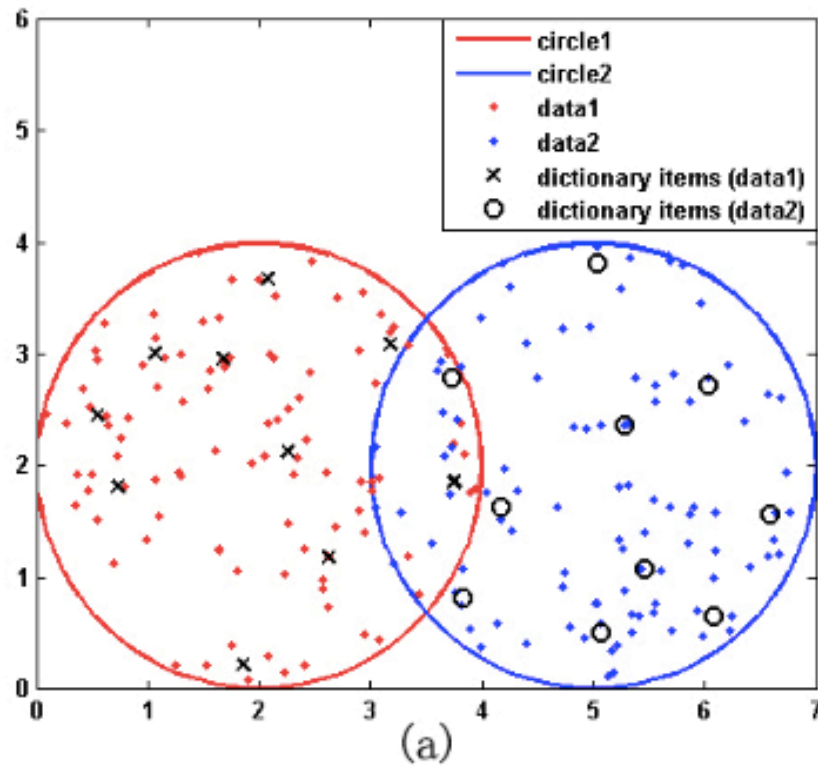 6
5
4
3
2
1
0
circle1
circle2
data1
data2
dictionary items (data1)
dictionary items (data2)
0 1 2 3 4 5 6 7
(a)